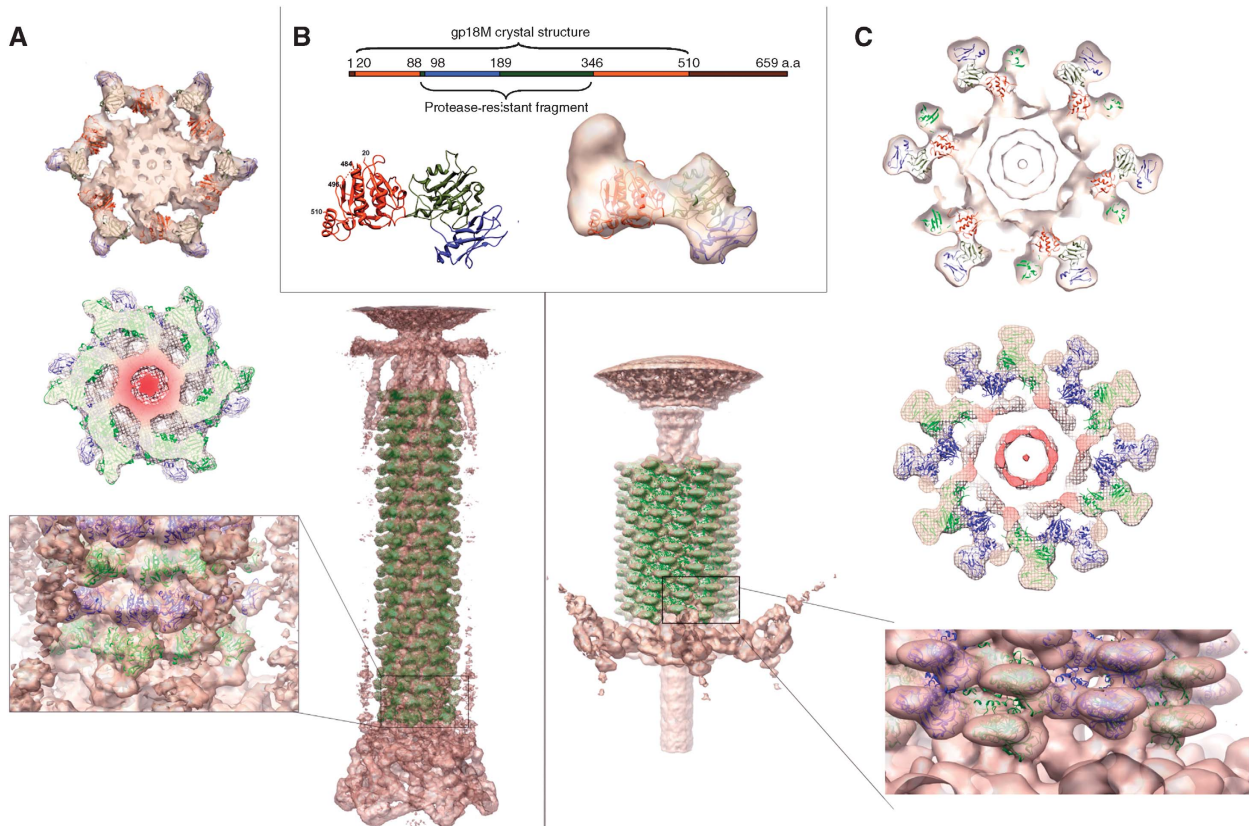 A
B
C
gp18M crystal structure
1 20 88 98 189 346 510 659 a.a
Protease-resistant fragment
20
484
496
510